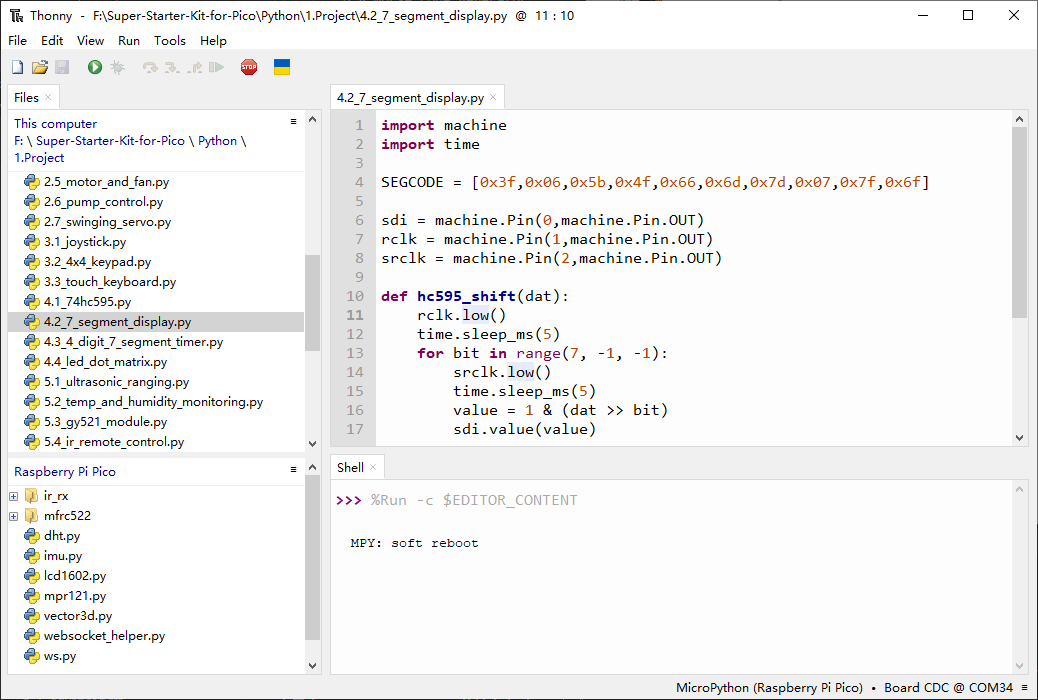 Thonny - F:\Super-Starter-Kit-for-Pico\Python\1.Project\4.2_7_segment_display.py @ 11 : 10
File Edit View Run Tools Help
STOP
Files ×
This computer
F: \ Super-Starter-Kit-for-Pico \ Python \
1.Project
2.5_motor_and_fan.py
2.6_pump_control.py
2.7_swinging_servo.py
3.1_joystick.py
3.2_4x4_keypad.py
3.3_touch_keyboard.py
4.1_74hc595.py
4.2_7_segment_display.py
4.3_4_digit_7_segment_timer.py
4.4_led_dot_matrix.py
5.1_ultrasonic_ranging.py
5.2_temp_and_humidity_monitoring.py
5.3_gy521_module.py
5.4_ir_remote_control.py
Raspberry Pi Pico
ir_rx
mfrc522
dht.py
imu.py
lcd1602.py
mpr121.py
vector3d.py
websocket_helper.py
ws.py
4.2_7_segment_display.py ×
1 import machine
2 import time
3
4 SEGCODE = [0x3f,0x06,0x5b,0x4f,0x66,0x6d,0x7d,0x07,0x7f,0x6f]
5
6 sdi = machine.Pin(0,machine.Pin.OUT)
7 rclk = machine.Pin(1,machine.Pin.OUT)
8 srclk = machine.Pin(2,machine.Pin.OUT)
9
10 def hc595_shift(dat):
11     rclk.low()
12     time.sleep_ms(5)
13     for bit in range(7, -1, -1):
14         srclk.low()
15         time.sleep_ms(5)
16         value = 1 & (dat >> bit)
17         sdi.value(value)
Shell ×
>>> %Run -c $EDITOR_CONTENT
MPY: soft reboot
MicroPython (Raspberry Pi Pico) • Board CDC @ COM34 ≡